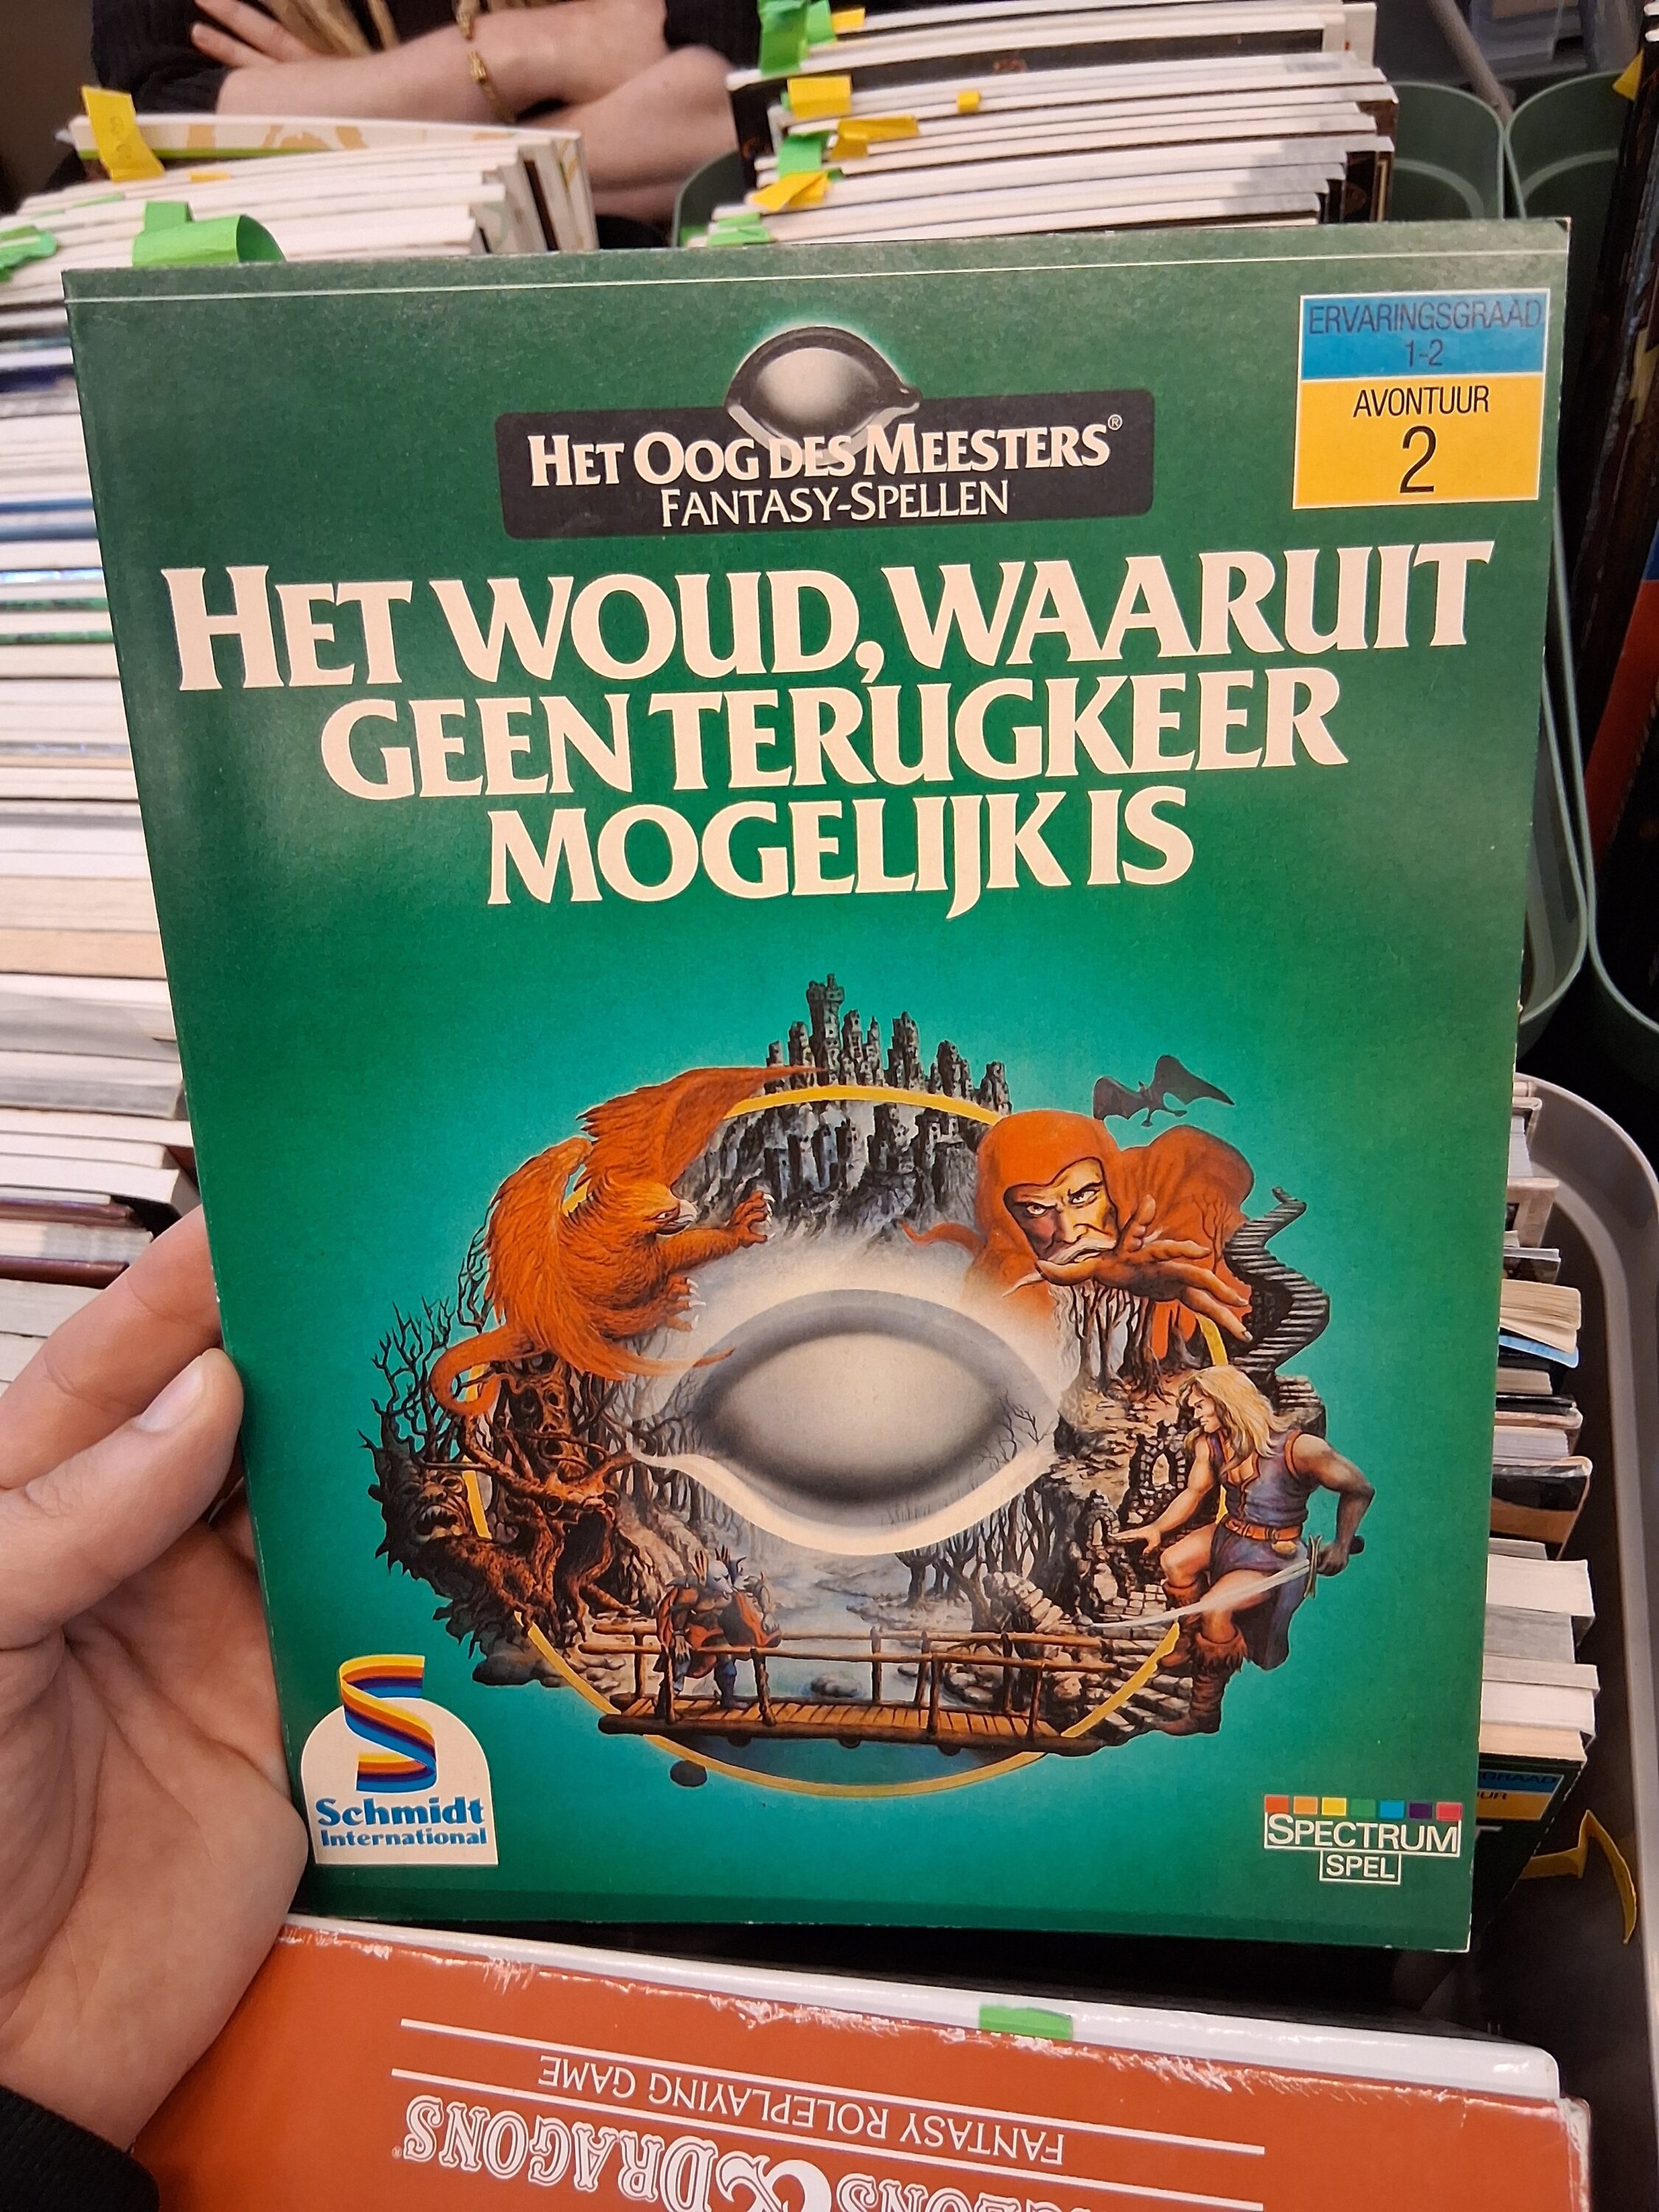 ERVARINGSGRAAD
1-2
AVONTUUR
2
HET OOG DES MEESTERS®
FANTASY-SPELLEN
HET WOUD, WAARUIT
GEEN TERUGKEER
MOGELIJK IS
Schmidt
International
SPECTRUM
SPEL
FANTASY ROLEPLAYING GAME
& DRAGONS®